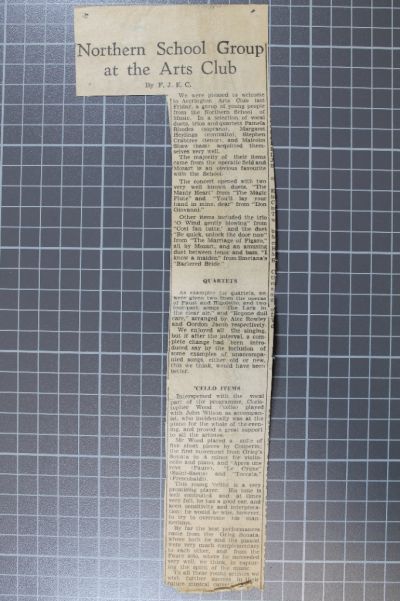 Northern School Group
at the Arts Club
By F. J. F. C.
We were pleased to welcome
to Accrington Arts Club last
Friday, a group of young people
from the Northern School of
Music. In a selection of vocal
duets, trios and quartets Pamela
Rhodes (soprano), Margaret
(contralto), Stephen
Crabtree (tenor), and Malcolm
Shaw (bass) acquitted them-
selves very well.
The majority of their items
came from the operatic field and
Mozart is an obvious favourite
with the School.
The concert opened with two
very well known duets, "The
Manly Heart" from "The Magic
Flute" and "You'll lay your
hand in mine, dear" from "Don
Giovanni."
Other items included the trio
"O Wind gently blowing" from
"Cosi fan tutte," and the duet
"Be quick, unlock the door now"
from "The Marriage of Figaro,"
all by Mozart, and an amusing
duet between tenor and bass, "I
know a maiden" from Smetana's
"Bartered Bride."
QUARTETS
As examples for quartets, we
were given two from the operas
of Faust and Rigoletto, and two
four-part songs "The Lark in
the clear air," and "Begone dull
care," arranged by Alec Rowley
and Gordon Jacob respectively.
We enjoyed all the singing,
but if after the interval, a com-
plete change had been intro-
duced say by the inclusion of
some examples of unaccompa-
nied songs, either old or new,
this we think, would have been
better.
'CELLO ITEMS
Interspersed with the vocal
part of the programme, Chris-
topher Wood ('cello) played
with John Wilson as accompan-
ist, who incidentally was at the
piano for the whole of the even-
ing, and proved a great support
to all the artistes.
Mr Wood played a suite of
five short pieces by Couperin;
the first movement from Grieg's
Sonata in A minor for violin-
cello and piano, and "Apres un
reve" (Faure), "Le Cygne"
(Saint-Saens) and "Toccata"
(Frescobaldi).
This young 'cellist is a very
promising player. His tone is
well controlled and at times
very full, he has a good ear, and
keen sensitivity and interpreta-
tion; he would be wise, however,
to try to overcome his man-
nerisms.
By far the best performances
came from the Grieg Sonata
where both he and the pianist
were very much complementary
to each other, and from the
Faure solo, where he succeeded
very well, we think, in captur-
ing the spirit of the music.
To all these young artistes we
wish further success in their
future musical careers.